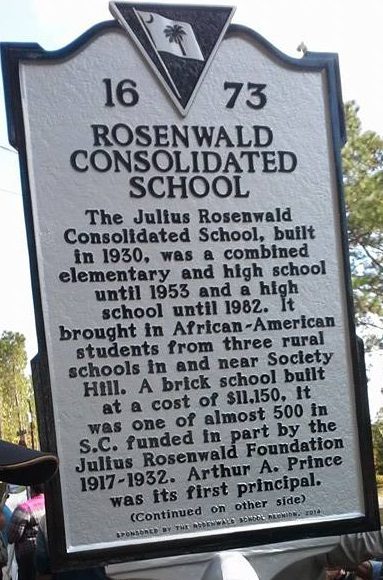 16 73
ROSENWALD
CONSOLIDATED
SCHOOL
The Julius Rosenwald
Consolidated School, built
in 1930, was a combined
elementary and high school
until 1953 and a high
school until 1982. It
brought in African-American
students from three rural
schools in and near Society
Hill. A brick school built
at a cost of $11,150, it
was one of almost 500 in
S.C. funded in part by the
Julius Rosenwald Foundation
1917-1932. Arthur A. Prince
was its first principal.
(Continued on other side)
SPONSORED BY THE ROSENWALD SCHOOL REUNION, 2014